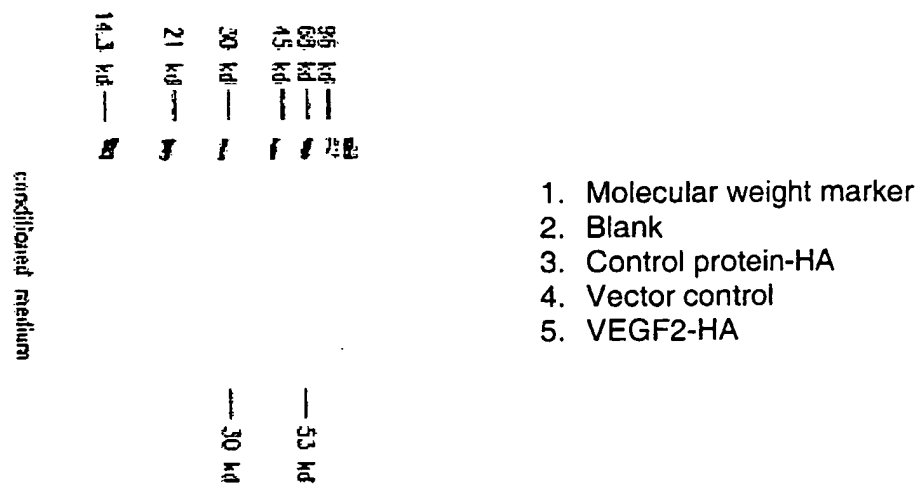 14.3 kd
21 kd
30 kd
45 kd
68 kd
96 kd
conditioned medium
30 kd
53 kd
1. Molecular weight marker
2. Blank
3. Control protein-HA
4. Vector control
5. VEGF2-HA